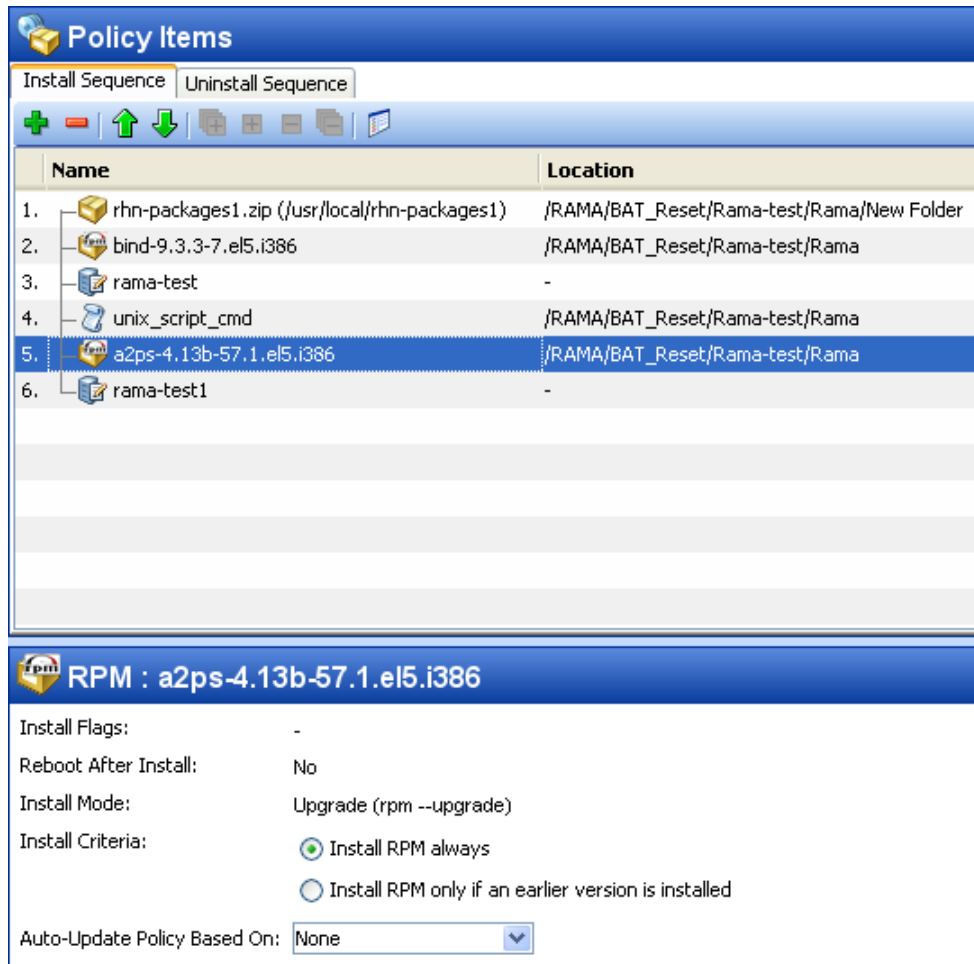 Policy Items
Install Sequence Uninstall Sequence
Name Location
1. rhn-packages1.zip (/usr/local/rhn-packages1) /RAMA/BAT_Reset/Rama-test/Rama/New Folder
2. rpm bind-9.3.3-7.el5.i386 /RAMA/BAT_Reset/Rama-test/Rama
3. rama-test -
4. unix_script_cmd /RAMA/BAT_Reset/Rama-test/Rama
5. rpm a2ps-4.13b-57.1.el5.i386 /RAMA/BAT_Reset/Rama-test/Rama
6. rama-test1 -
rpm RPM : a2ps-4.13b-57.1.el5.i386
Install Flags: -
Reboot After Install: No
Install Mode: Upgrade (rpm --upgrade)
Install Criteria: Install RPM always
Install RPM only if an earlier version is installed
Auto-Update Policy Based On: None